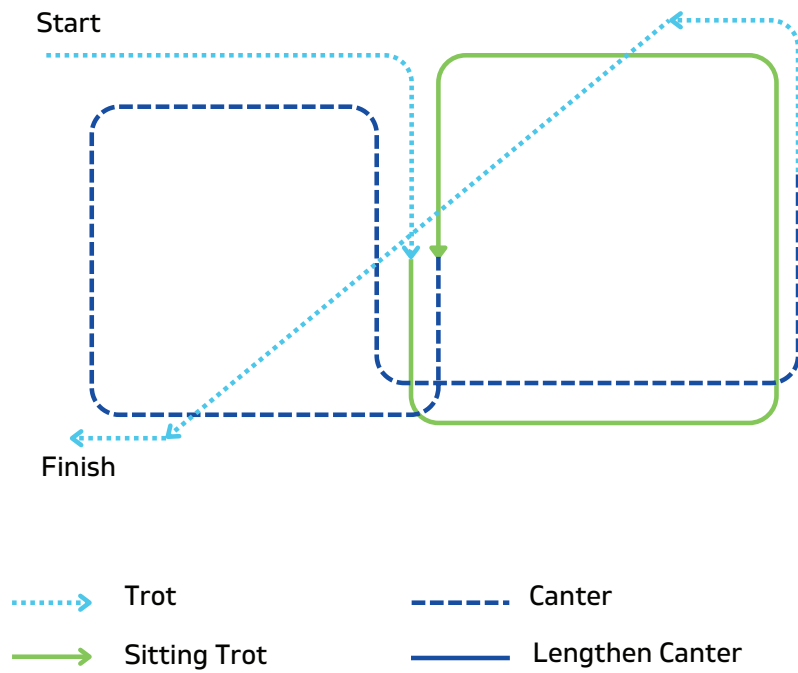 Start
Finish
Trot
Canter
Sitting Trot
Lengthen Canter